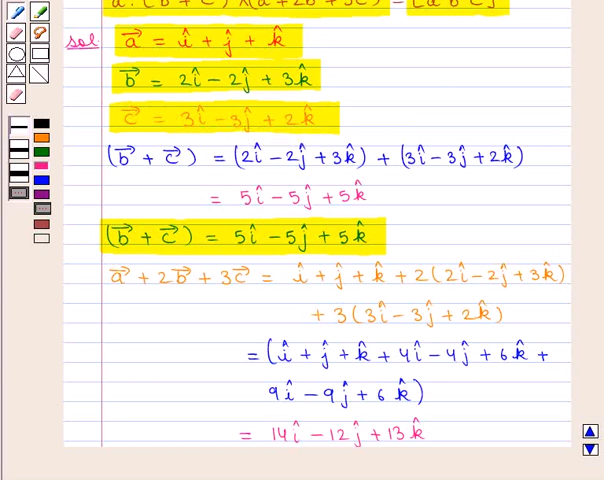 a⃗ . (b⃗ + c⃗) × (a⃗ + 2b⃗ + 3c⃗) = [a⃗ b⃗ c⃗]
sol a⃗ = î + ĵ + k̂
b⃗ = 2î − 2ĵ + 3k̂
c⃗ = 3î − 3ĵ + 2k̂
(b⃗ + c⃗) = (2î − 2ĵ + 3k̂) + (3î − 3ĵ + 2k̂)
= 5î − 5ĵ + 5k̂
(b⃗ + c⃗) = 5î − 5ĵ + 5k̂
a⃗ + 2b⃗ + 3c⃗ = î + ĵ + k̂ + 2(2î − 2ĵ + 3k̂)
+ 3(3î − 3ĵ + 2k̂)
= (î + ĵ + k̂ + 4î − 4ĵ + 6k̂ +
9î − 9ĵ + 6k̂)
= 14î − 12ĵ + 13k̂